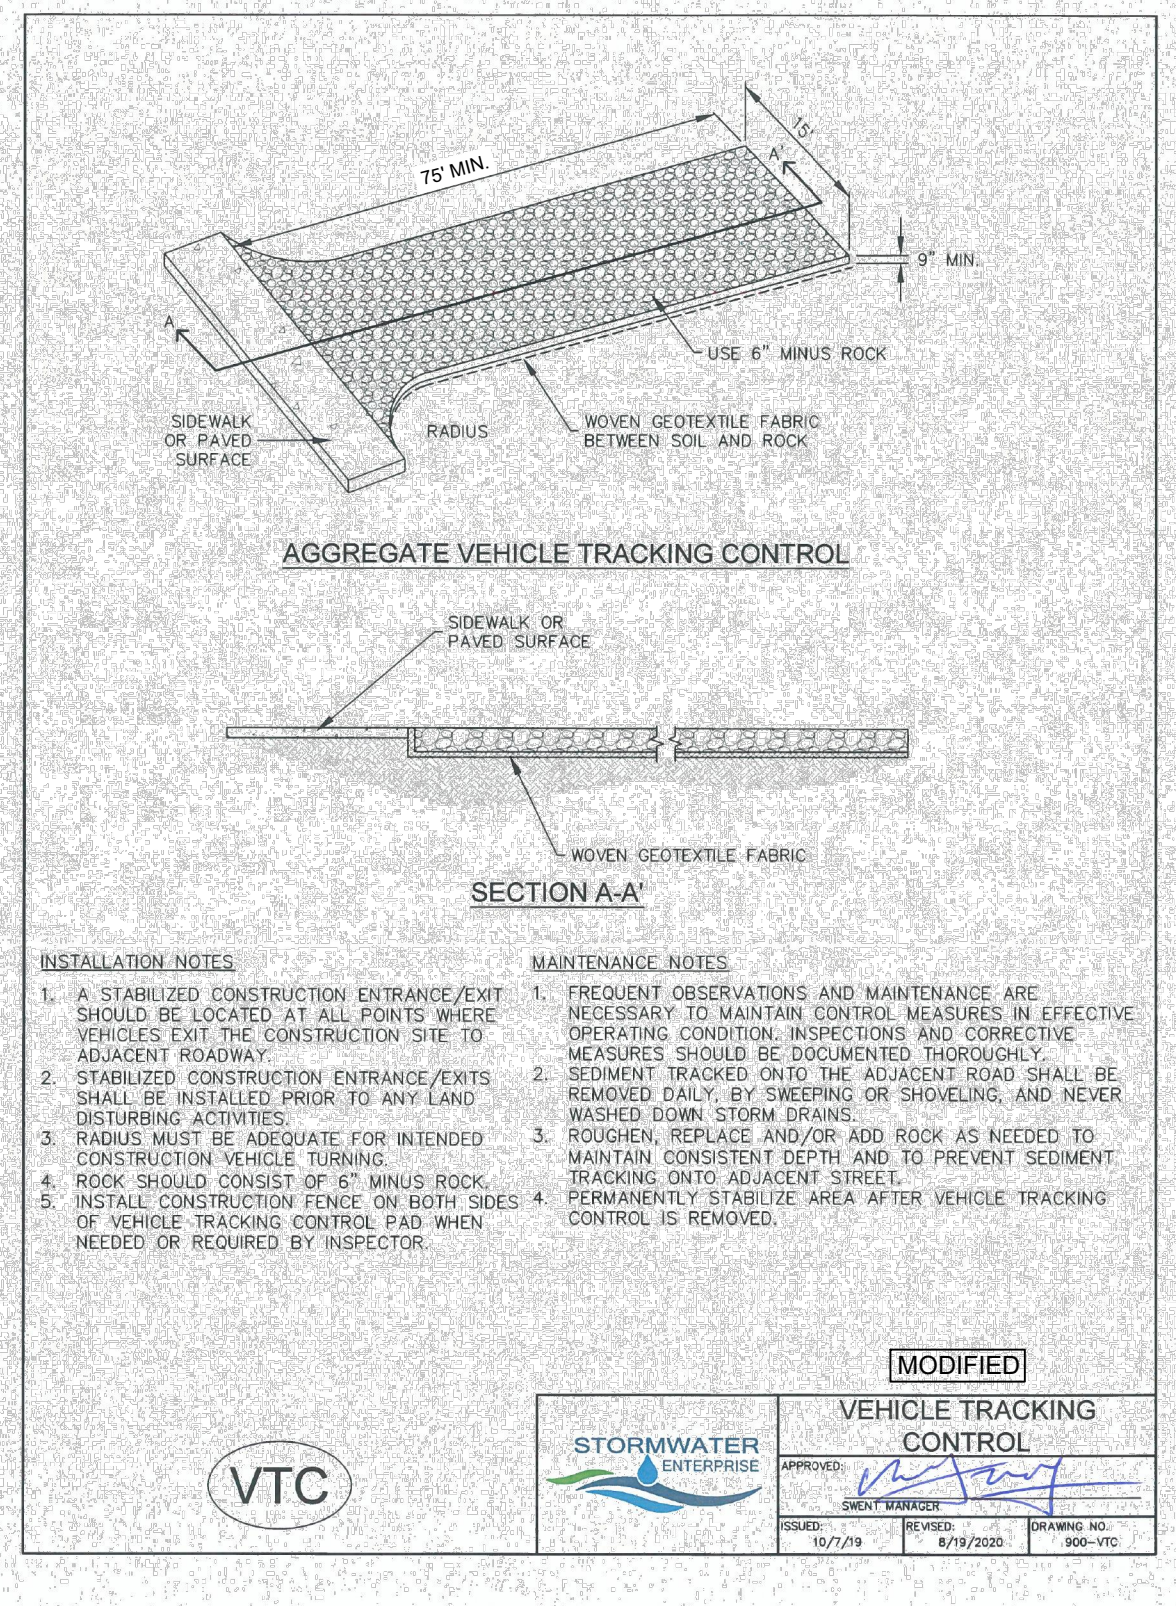 15'
75' MIN.
A'
9" MIN.
A
USE 6" MINUS ROCK
SIDEWALK
OR PAVED
SURFACE
RADIUS
WOVEN GEOTEXTILE FABRIC
BETWEEN SOIL AND ROCK
AGGREGATE VEHICLE TRACKING CONTROL
SIDEWALK OR
PAVED SURFACE
WOVEN GEOTEXTILE FABRIC
SECTION A-A'
INSTALLATION NOTES
1. A STABILIZED CONSTRUCTION ENTRANCE/EXIT
SHOULD BE LOCATED AT ALL POINTS WHERE
VEHICLES EXIT THE CONSTRUCTION SITE TO
ADJACENT ROADWAY.
2. STABILIZED CONSTRUCTION ENTRANCE/EXITS
SHALL BE INSTALLED PRIOR TO ANY LAND
DISTURBING ACTIVITIES.
3. RADIUS MUST BE ADEQUATE FOR INTENDED
CONSTRUCTION VEHICLE TURNING.
4. ROCK SHOULD CONSIST OF 6" MINUS ROCK.
5. INSTALL CONSTRUCTION FENCE ON BOTH SIDES
OF VEHICLE TRACKING CONTROL PAD WHEN
NEEDED OR REQUIRED BY INSPECTOR.
MAINTENANCE NOTES
1. FREQUENT OBSERVATIONS AND MAINTENANCE ARE
NECESSARY TO MAINTAIN CONTROL MEASURES IN EFFECTIVE
OPERATING CONDITION. INSPECTIONS AND CORRECTIVE
MEASURES SHOULD BE DOCUMENTED THOROUGHLY.
2. SEDIMENT TRACKED ONTO THE ADJACENT ROAD SHALL BE
REMOVED DAILY, BY SWEEPING OR SHOVELING, AND NEVER
WASHED DOWN STORM DRAINS.
3. ROUGHEN, REPLACE AND/OR ADD ROCK AS NEEDED TO
MAINTAIN CONSISTENT DEPTH AND TO PREVENT SEDIMENT
TRACKING ONTO ADJACENT STREET.
4. PERMANENTLY STABILIZE AREA AFTER VEHICLE TRACKING
CONTROL IS REMOVED.
MODIFIED
VTC
STORMWATER
ENTERPRISE
VEHICLE TRACKING
CONTROL
APPROVED:
SWENT MANAGER
ISSUED:
10/7/19
REVISED:
8/19/2020
DRAWING NO.
900-VTC